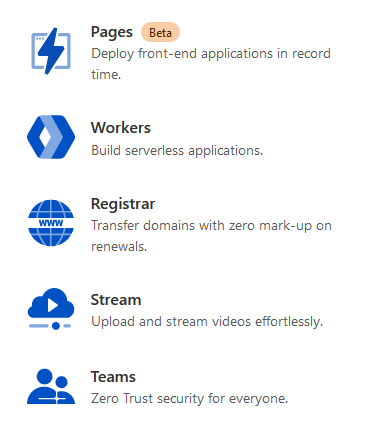 Pages Beta
Deploy front-end applications in record
time.
Workers
Build serverless applications.
Registrar
WWW
Transfer domains with zero mark-up on
renewals.
Stream
Upload and stream videos effortlessly.
Teams
Zero Trust security for everyone.